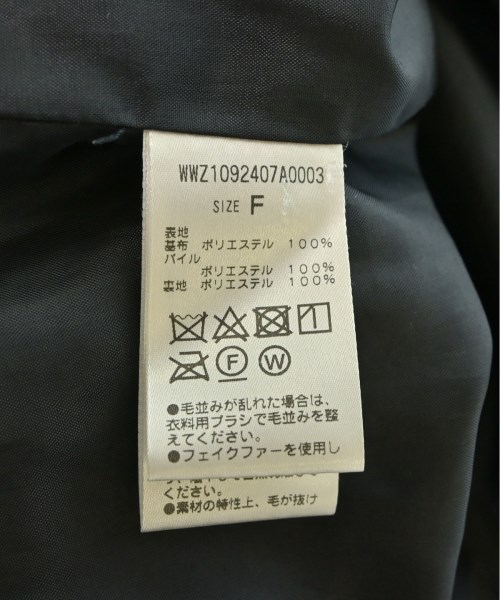 WWZ1092407A0003
SIZE F
表地
基布 ポリエステル 100%
パイル
ポリエステル 100%
裏地 ポリエステル 100%
F W
●毛並みが乱れた場合は、
衣料用ブラシで毛並みを整
えてください。
●フェイクファーを使用し
ください。
●素材の特性上、毛が抜け